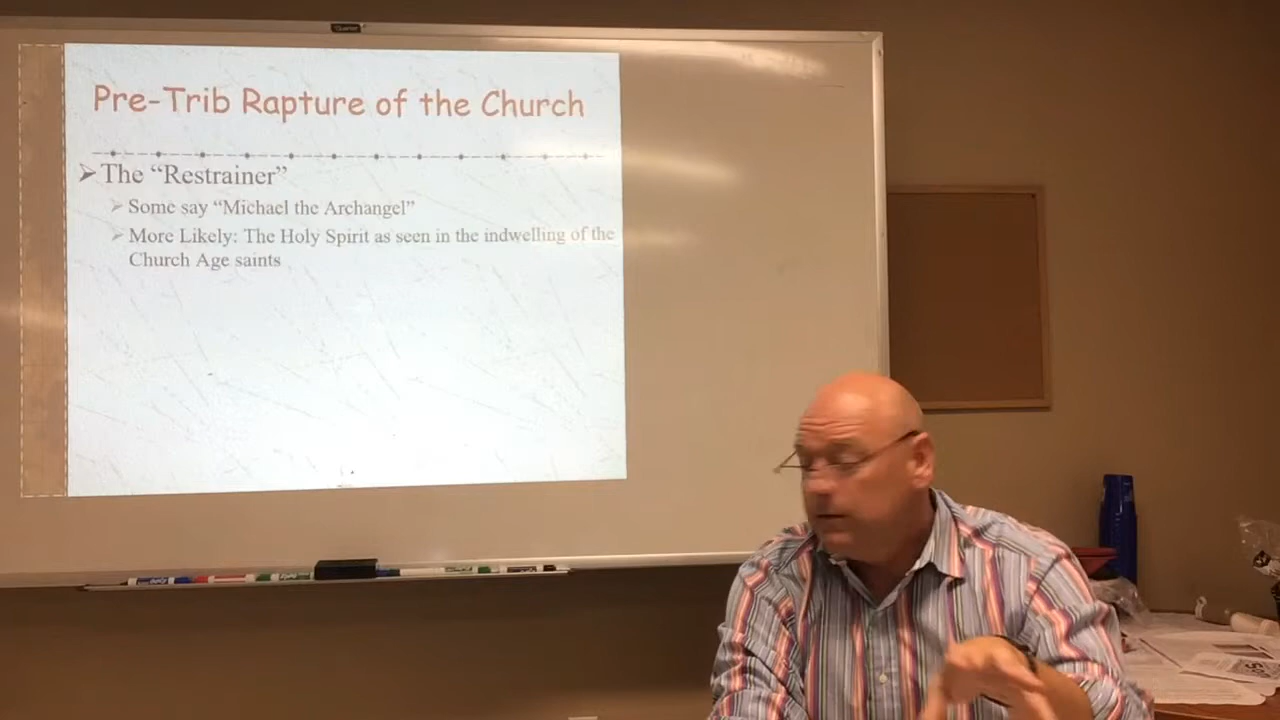 Quartet
Pre-Trib Rapture of the Church
The “Restrainer”
Some say “Michael the Archangel”
More Likely: The Holy Spirit as seen in the indwelling of the
Church Age saints